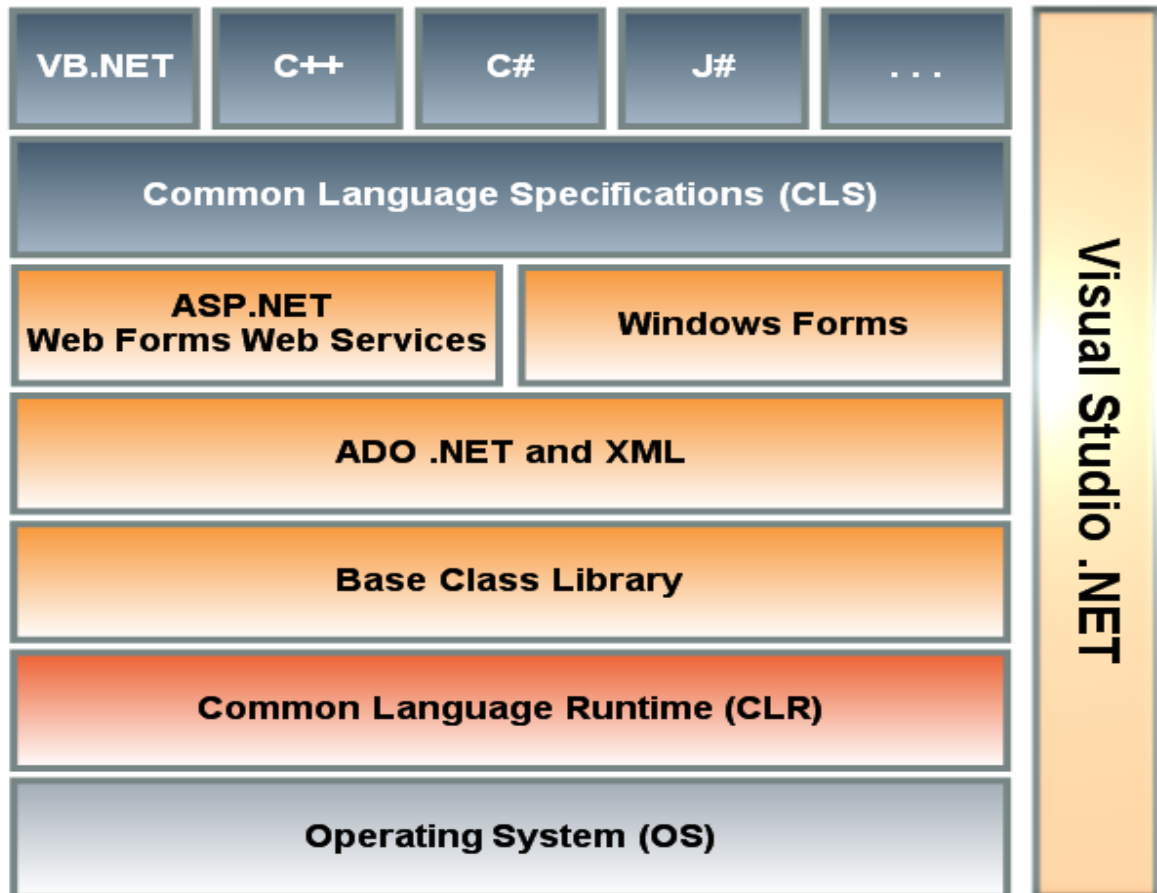 VB.NET
C++
C#
J#
. . .
Common Language Specifications (CLS)
ASP.NET
Web Forms Web Services
Windows Forms
ADO .NET and XML
Base Class Library
Common Language Runtime (CLR)
Operating System (OS)
Visual Studio .NET